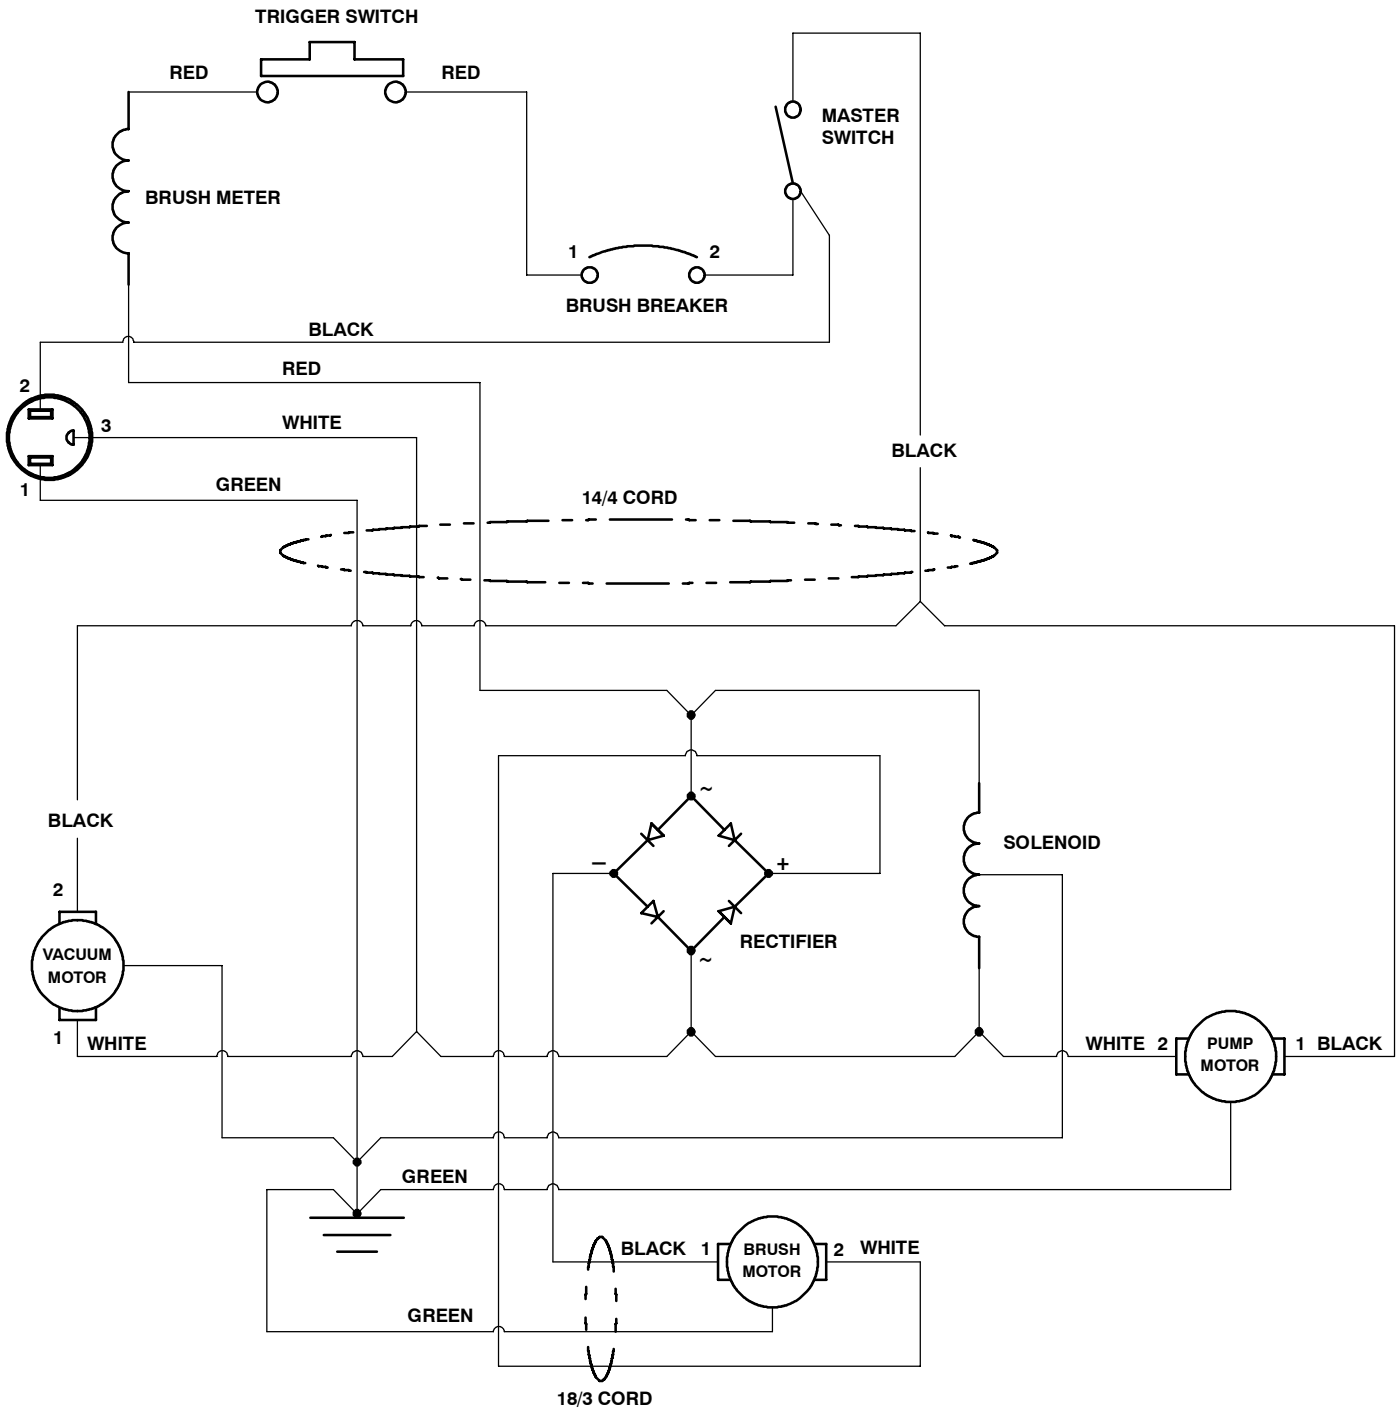 TRIGGER SWITCH
RED
RED
MASTER
SWITCH
BRUSH METER
1
2
BRUSH BREAKER
BLACK
RED
2
WHITE
3
BLACK
GREEN
1
14/4 CORD
~
BLACK
SOLENOID
–
+
2
RECTIFIER
VACUUM
MOTOR
~
1
WHITE
WHITE
2
PUMP
MOTOR
1
BLACK
GREEN
BLACK
1
BRUSH
MOTOR
2
WHITE
GREEN
18/3 CORD